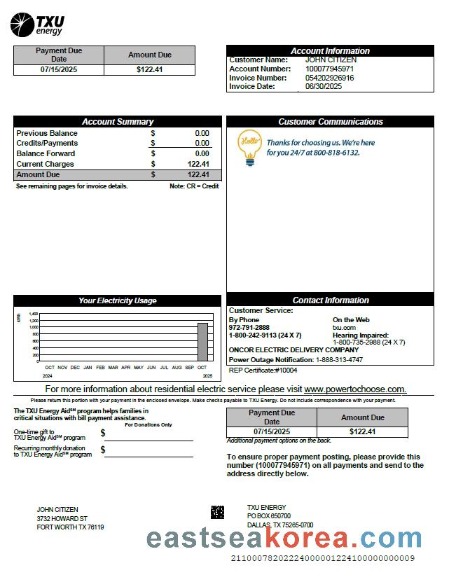 TXU
energy
Payment Due
Date
Amount Due
07/15/2025
$122.41
Account Information
Customer Name: JOHN CITIZEN
Account Number: 100077945971
Invoice Number: 054202926916
Invoice Date: 06/30/2025
Account Summary
Previous Balance $ 0.00
Credits/Payments $ 0.00
Balance Forward $ 0.00
Current Charges $ 122.41
Amount Due $ 122.41
See remaining pages for invoice details. Note: CR = Credit
Customer Communications
Hello!
Thanks for choosing us. We're here
for you 24/7 at 800-818-6132.
Your Electricity Usage
1,400
1,200
1,000
800
600
400
200
0
OCT NOV DEC JAN FEB MAR APR MAY JUN JUL AUG SEP OCT
2024 2025
Contact Information
Customer Service:
By Phone
972-791-2888
1-800-242-9113 (24 X 7)
On the Web
txu.com
Hearing Impaired:
1-800-735-2988 (24 X 7)
ONCOR ELECTRIC DELIVERY COMPANY
Power Outage Notification: 1-888-313-4747
REP Certificate:#10004
For more information about residential electric service please visit www.powertochoose.com.
Please return this portion with your payment in the enclosed envelope. Make checks payable to TXU Energy. Do not include correspondence with your payment.
The TXU Energy Aid℠ program helps families in
critical situations with bill payment assistance.
For Donations Only
One-time gift to
TXU Energy Aid℠ program $
Recurring monthly donation
to TXU Energy Aid℠ program $
Payment Due
Date
Amount Due
07/15/2025
$122.41
Additional payment options on the back.
To ensure proper payment posting, please provide this
number (100077945971) on all payments and send to the
address directly below.
JOHN CITIZEN
3732 HOWARD ST
FORT WORTH TX 76119
TXU ENERGY
PO BOX 650700
DALLAS, TX 75265-0700
eastseakorea.com